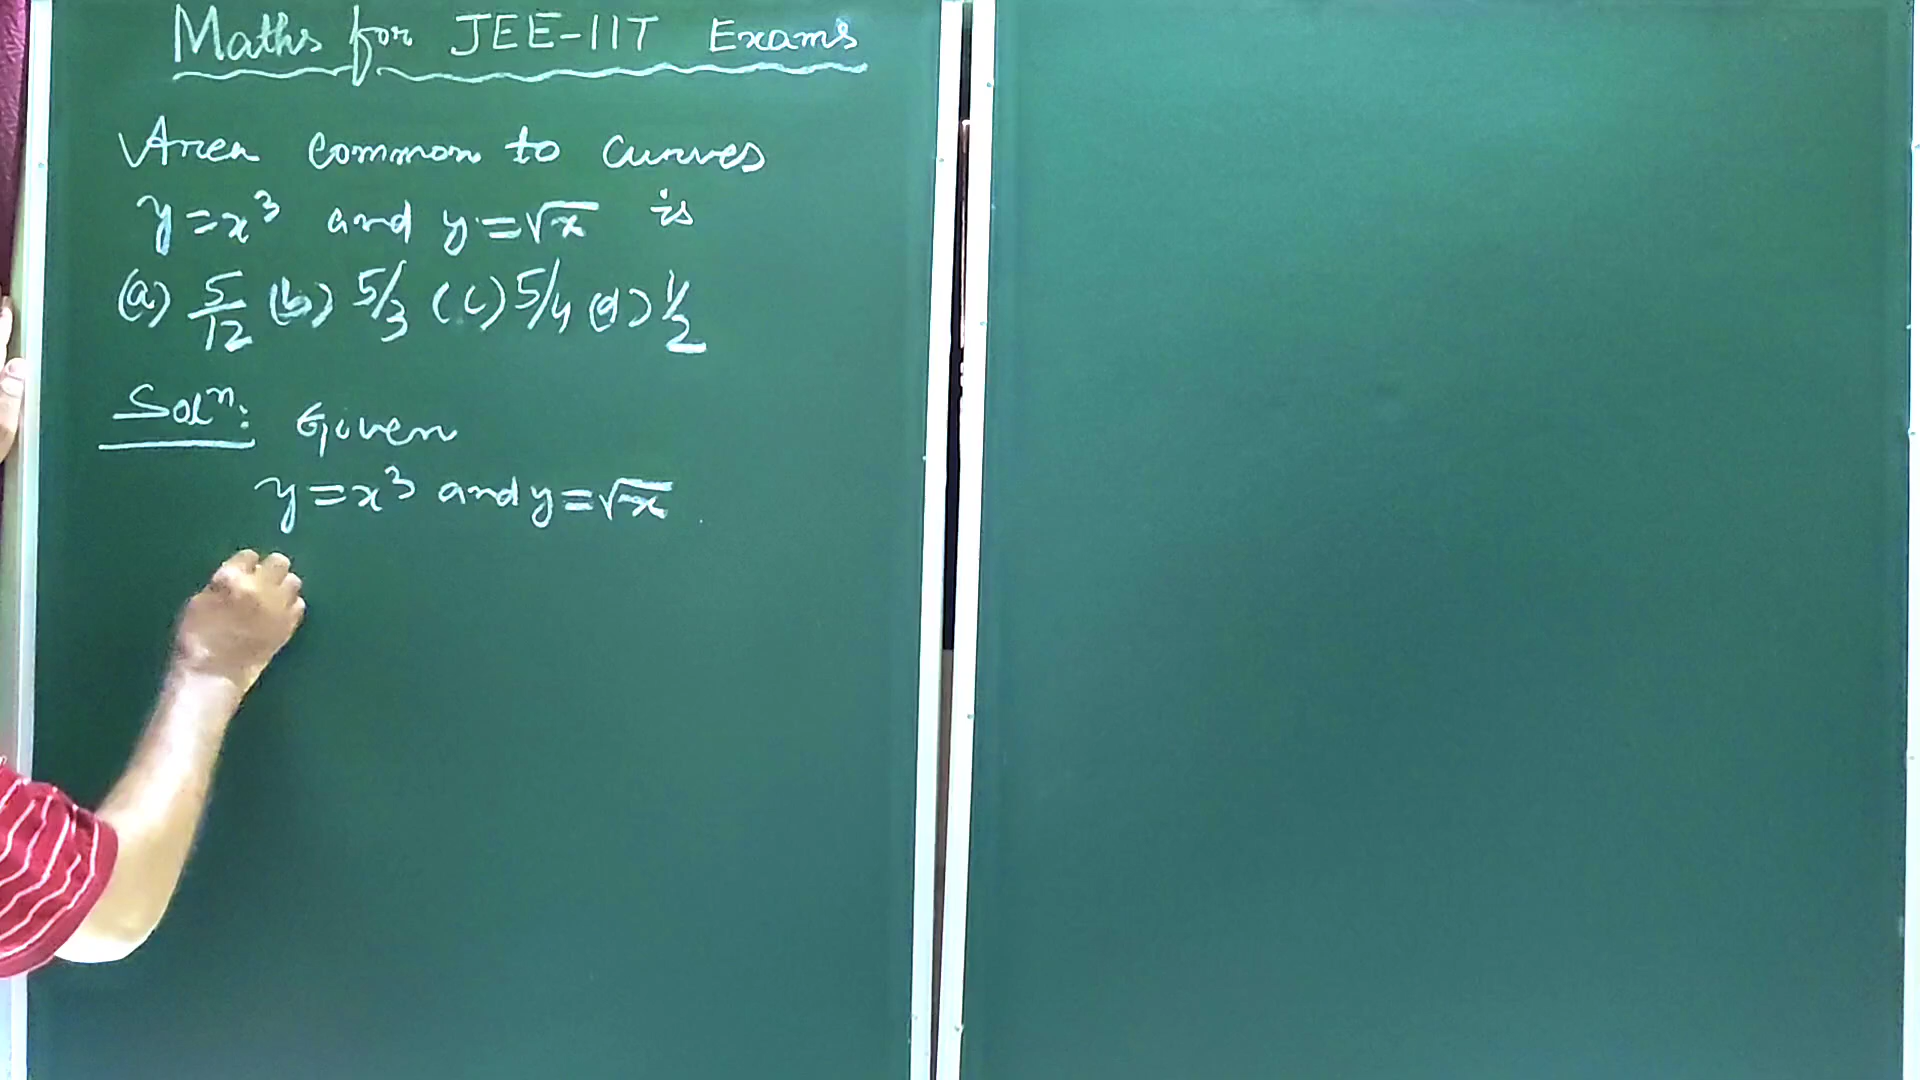 Maths for JEE-IIT Exams
Area common to curves
y=x³ and y=√x is
(a) 5/12 (b) 5/3 (c) 5/4 (d) 1/2
Solⁿ: Given
y=x³ and y=√x